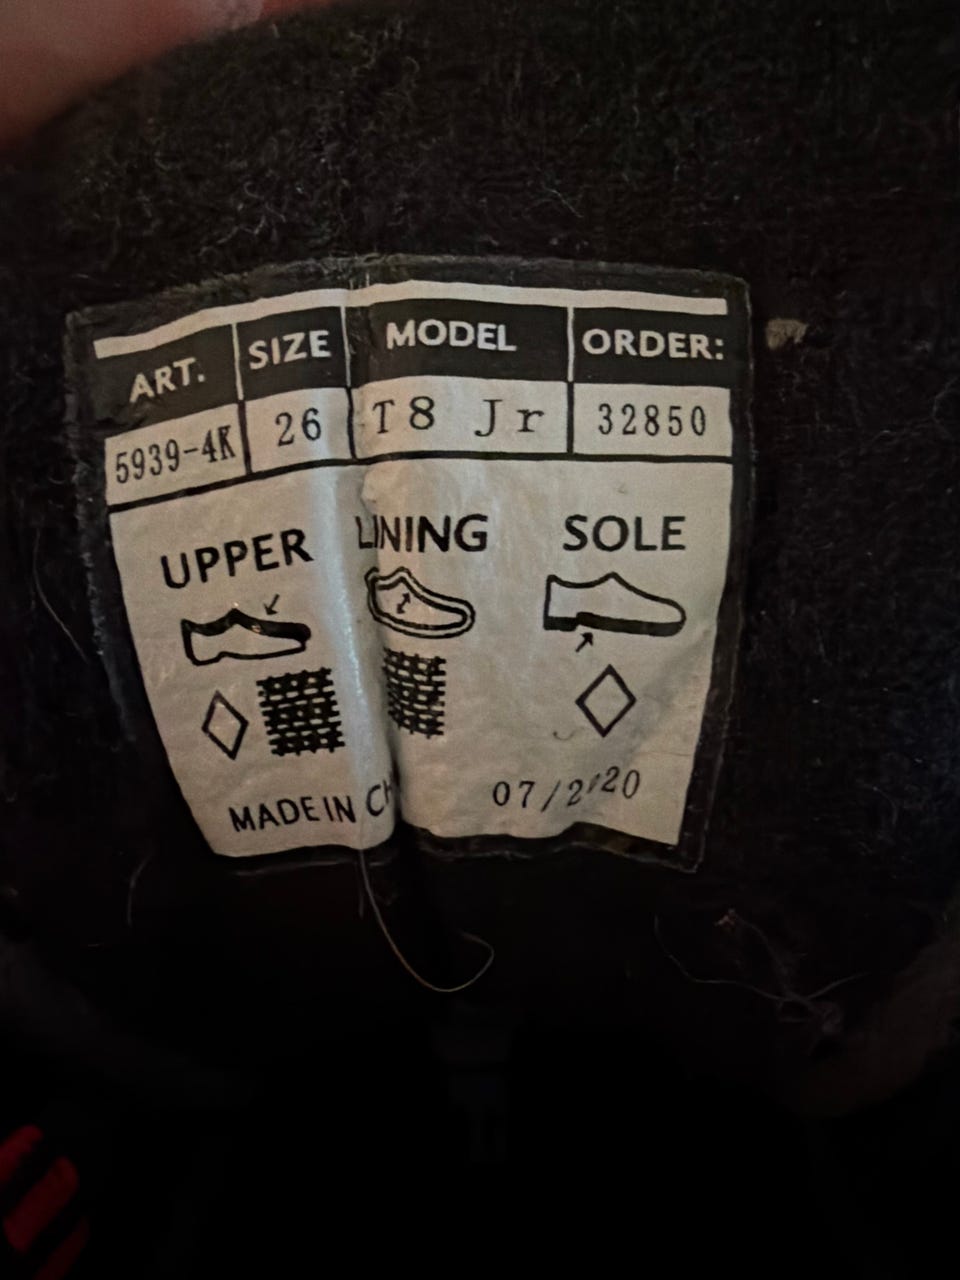 ART. SIZE MODEL ORDER:
5939-4K 26 T8 Jr 32850
UPPER LINING SOLE
MADE IN